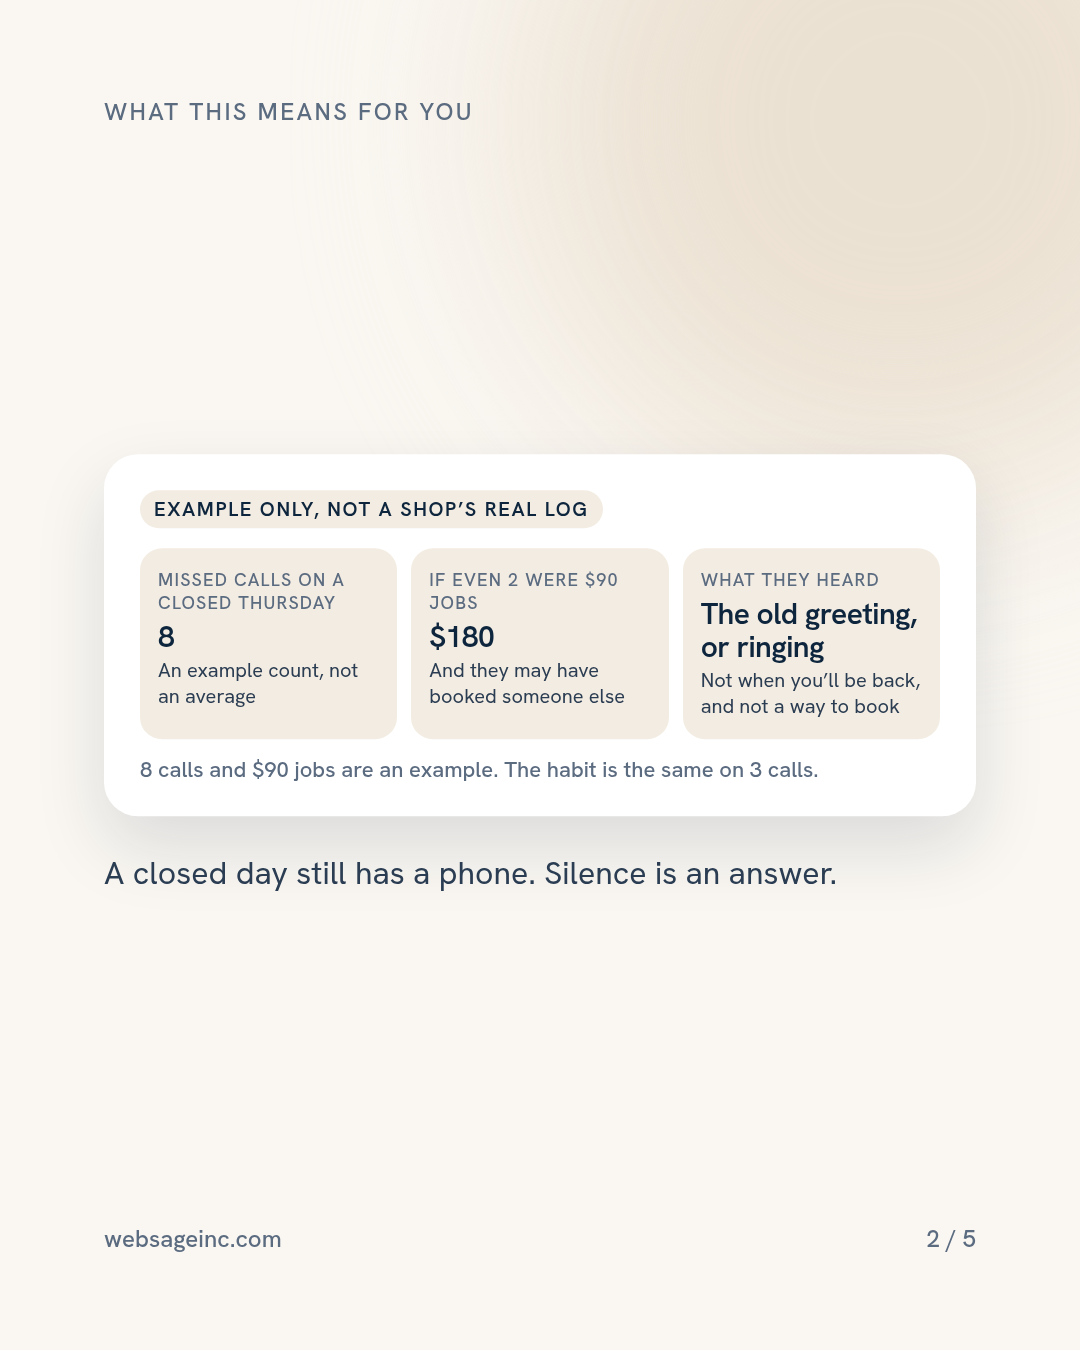 WHAT THIS MEANS FOR YOU
EXAMPLE ONLY, NOT A SHOP’S REAL LOG
MISSED CALLS ON A
CLOSED THURSDAY
8
An example count, not
an average
IF EVEN 2 WERE $90
JOBS
$180
And they may have
booked someone else
WHAT THEY HEARD
The old greeting,
or ringing
Not when you’ll be back,
and not a way to book
8 calls and $90 jobs are an example. The habit is the same on 3 calls.
A closed day still has a phone. Silence is an answer.
websageinc.com
2 / 5